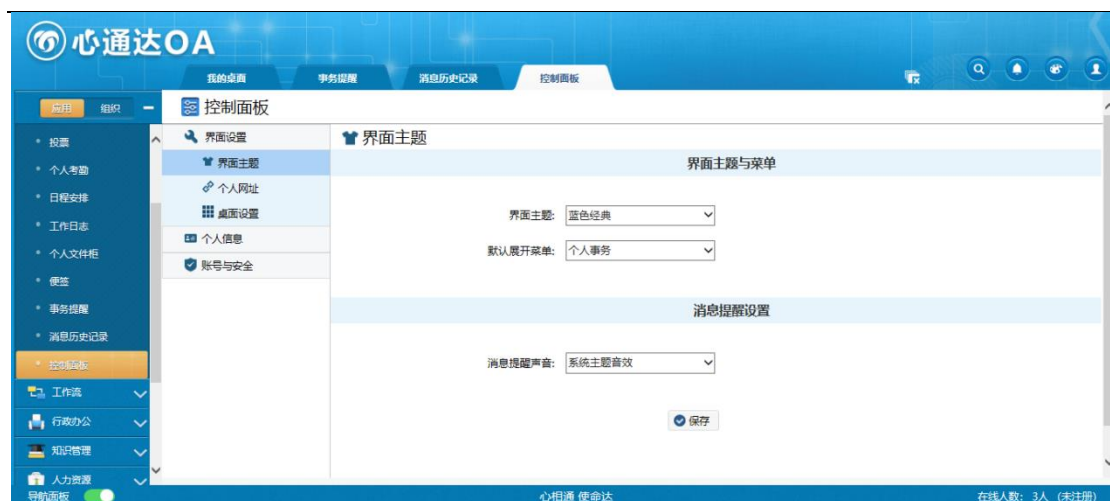 心通达OA
我的桌面 事务提醒 消息历史记录 控制面板
应用 组织
控制面板
投票
个人考勤
日程安排
工作日志
个人文件柜
便签
事务提醒
消息历史记录
控制面板
工作流
行政办公
知识管理
人力资源
导航面板
界面设置
界面主题
个人网址
桌面设置
个人信息
账号与安全
界面主题
界面主题与菜单
界面主题: 蓝色经典
默认展开菜单: 个人事务
消息提醒设置
消息提醒声音: 系统主题音效
保存
心相通 使命达
在线人数: 3人 (未注册)